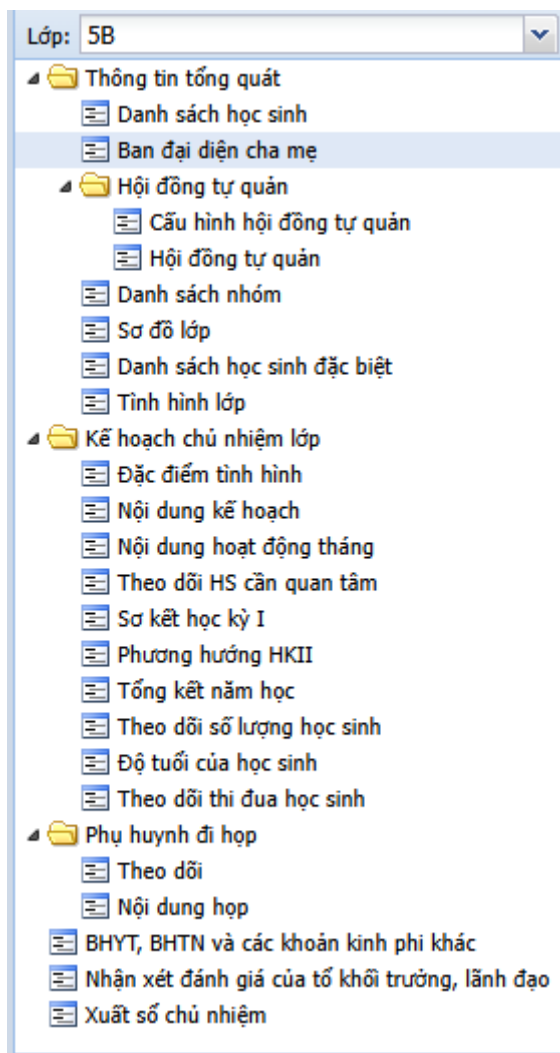 Lớp: 5B
Thông tin tổng quát
Danh sách học sinh
Ban đại diện cha mẹ
Hội đồng tự quản
Cấu hình hội đồng tự quản
Hội đồng tự quản
Danh sách nhóm
Sơ đồ lớp
Danh sách học sinh đặc biệt
Tình hình lớp
Kế hoạch chủ nhiệm lớp
Đặc điểm tình hình
Nội dung kế hoạch
Nội dung hoạt động tháng
Theo dõi HS cần quan tâm
Sơ kết học kỳ I
Phương hướng HKII
Tổng kết năm học
Theo dõi số lượng học sinh
Độ tuổi của học sinh
Theo dõi thi đua học sinh
Phụ huynh đi họp
Theo dõi
Nội dung họp
BHYT, BHTN và các khoản kinh phí khác
Nhận xét đánh giá của tổ khối trưởng, lãnh đạo
Xuất sổ chủ nhiệm